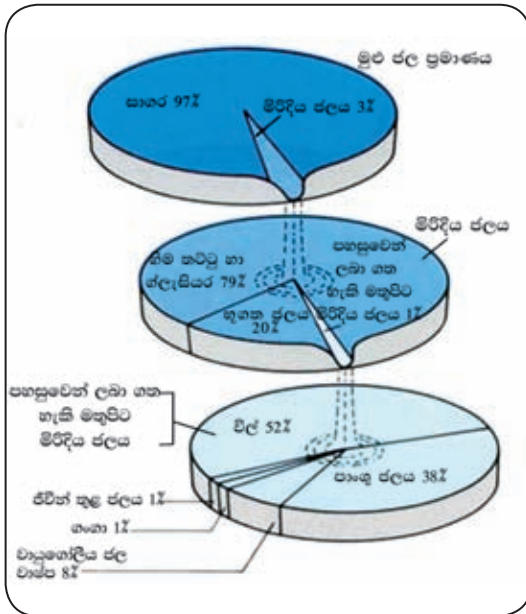 මුළු ජල ප්‍රමාණය
සාගර 97%
මිරිදිය ජලය 3%
මිරිදිය ජලය
හිම තට්ටු හා
ග්ලැසියර 79%
පහසුවෙන්
ලබා ගත
හැකි මතුපිට
මිරිදිය ජලය 1%
භූගත ජලය
20%
පහසුවෙන් ලබා ගත
හැකි මතුපිට
මිරිදිය ජලය
විල් 52%
පාංශු ජලය 38%
ජීවීන් තුළ ජලය 1%
ගංගා 1%
වායුගෝලීය ජල
වාෂ්ප 8%